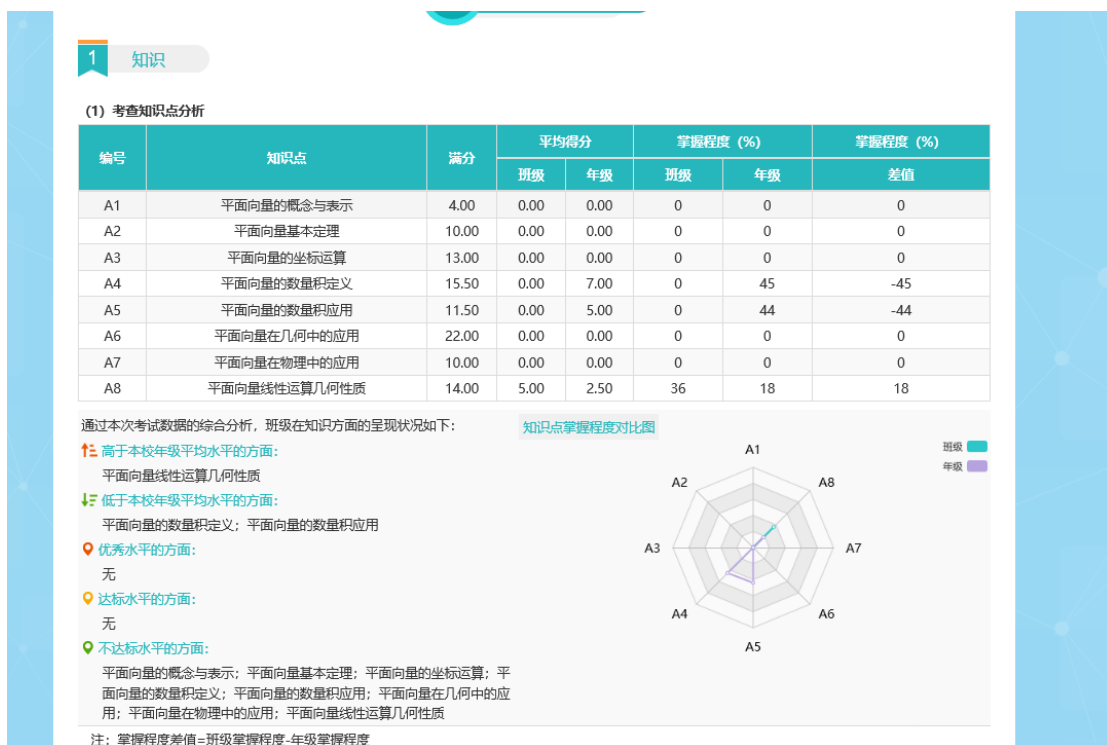 1 知识
(1) 考查知识点分析
编号 知识点 满分 平均得分 掌握程度 (%) 掌握程度 (%)
班级 年级 班级 年级 差值
A1 平面向量的概念与表示 4.00 0.00 0.00 0 0 0
A2 平面向量基本定理 10.00 0.00 0.00 0 0 0
A3 平面向量的坐标运算 13.00 0.00 0.00 0 0 0
A4 平面向量的数量积定义 15.50 0.00 7.00 0 45 -45
A5 平面向量的数量积应用 11.50 0.00 5.00 0 44 -44
A6 平面向量在几何中的应用 22.00 0.00 0.00 0 0 0
A7 平面向量在物理中的应用 10.00 0.00 0.00 0 0 0
A8 平面向量线性运算几何性质 14.00 5.00 2.50 36 18 18
通过本次考试数据的综合分析，班级在知识方面的呈现状况如下：
高于本校年级平均水平的方面：
平面向量线性运算几何性质
低于本校年级平均水平的方面：
平面向量的数量积定义；平面向量的数量积应用
优秀水平的方面：
无
达标水平的方面：
无
不达标水平的方面：
平面向量的概念与表示；平面向量基本定理；平面向量的坐标运算；平
面向量的数量积定义；平面向量的数量积应用；平面向量在几何中的应
用；平面向量在物理中的应用；平面向量线性运算几何性质
知识点掌握程度对比图
班级
年级
A1
A2
A8
A3
A7
A4
A6
A5
注：掌握程度差值=班级掌握程度-年级掌握程度